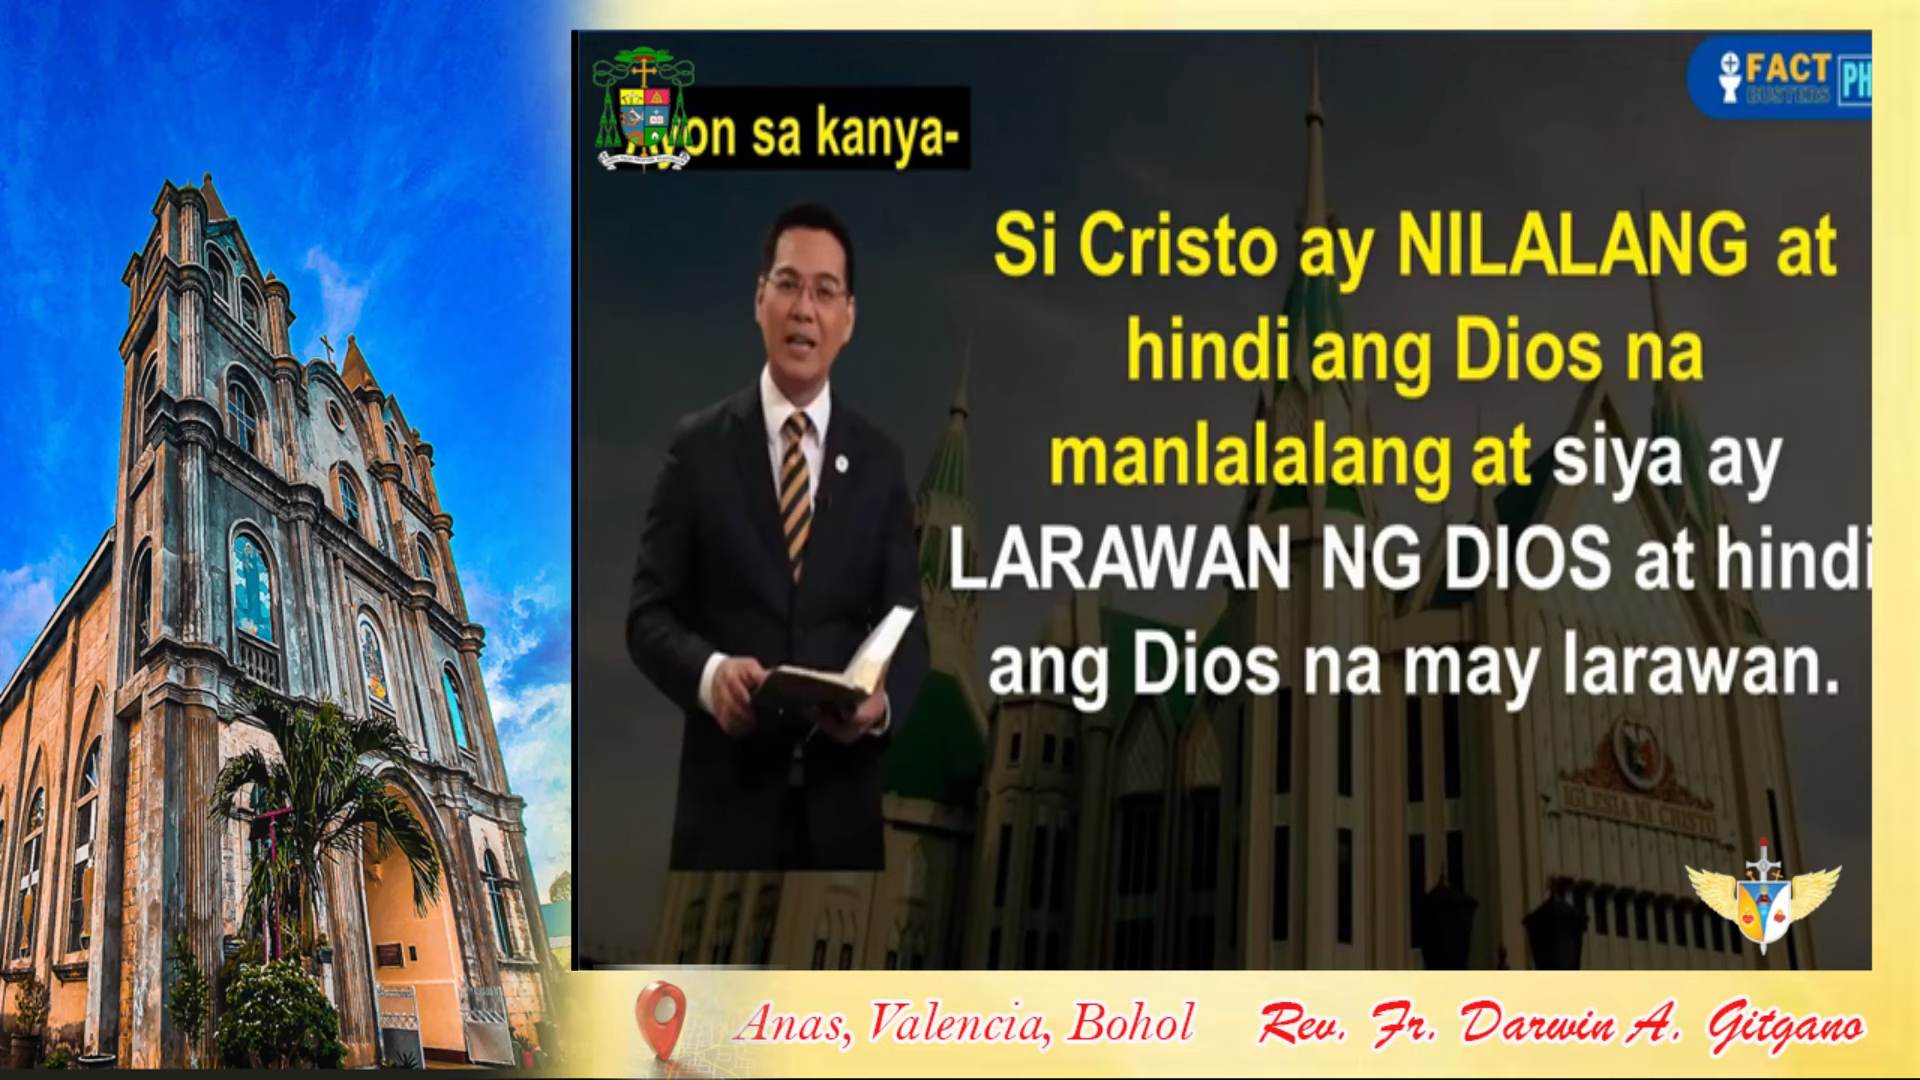 FACT
BUSTERS
PH
yon sa kanya-
Si Cristo ay NILALANG at
hindi ang Dios na
manlalalang at siya ay
LARAWAN NG DIOS at hindi
ang Dios na may larawan.
IGLESIA NI CRISTO
Anas, Valencia, Bohol
Rev. Fr. Darwin A. Gitgano